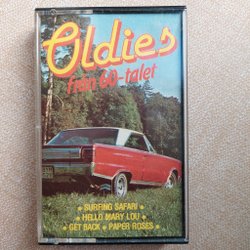 Oldies
från 60-talet
• SURFING SAFARI •
• HELLO MARY LOU •
• GET BACK • PAPER ROSES •